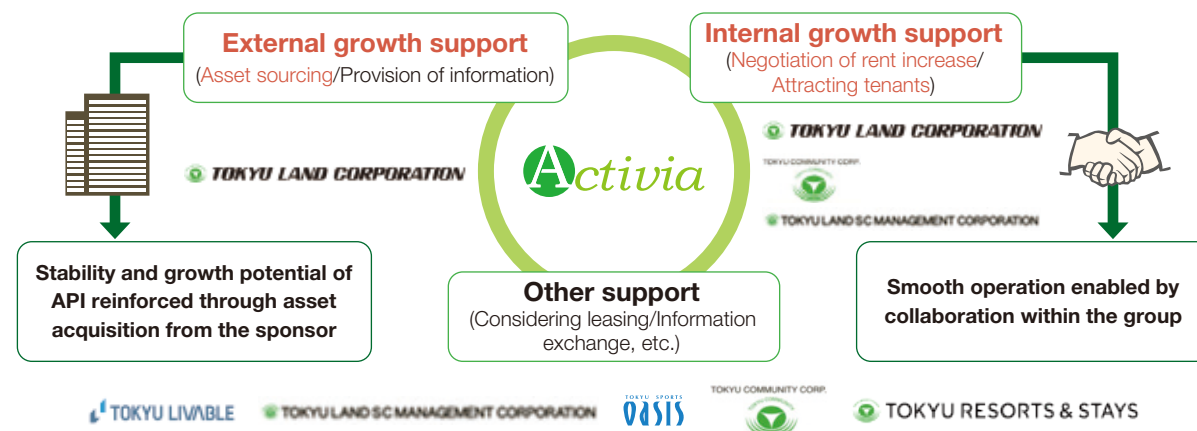 External growth support
(Asset sourcing/Provision of information)
TOKYU LAND CORPORATION
Stability and growth potential of
API reinforced through asset
acquisition from the sponsor
Activia
Internal growth support
(Negotiation of rent increase/
Attracting tenants)
TOKYU LAND CORPORATION
TOKYU COMMUNITY CORP.
TOKYU LAND SC MANAGEMENT CORPORATION
Smooth operation enabled by
collaboration within the group
Other support
(Considering leasing/Information
exchange, etc.)
TOKYU LIVABLE
TOKYU LAND SC MANAGEMENT CORPORATION
TOKYU SPORTS
OASIS
TOKYU COMMUNITY CORP.
TOKYU RESORTS & STAYS